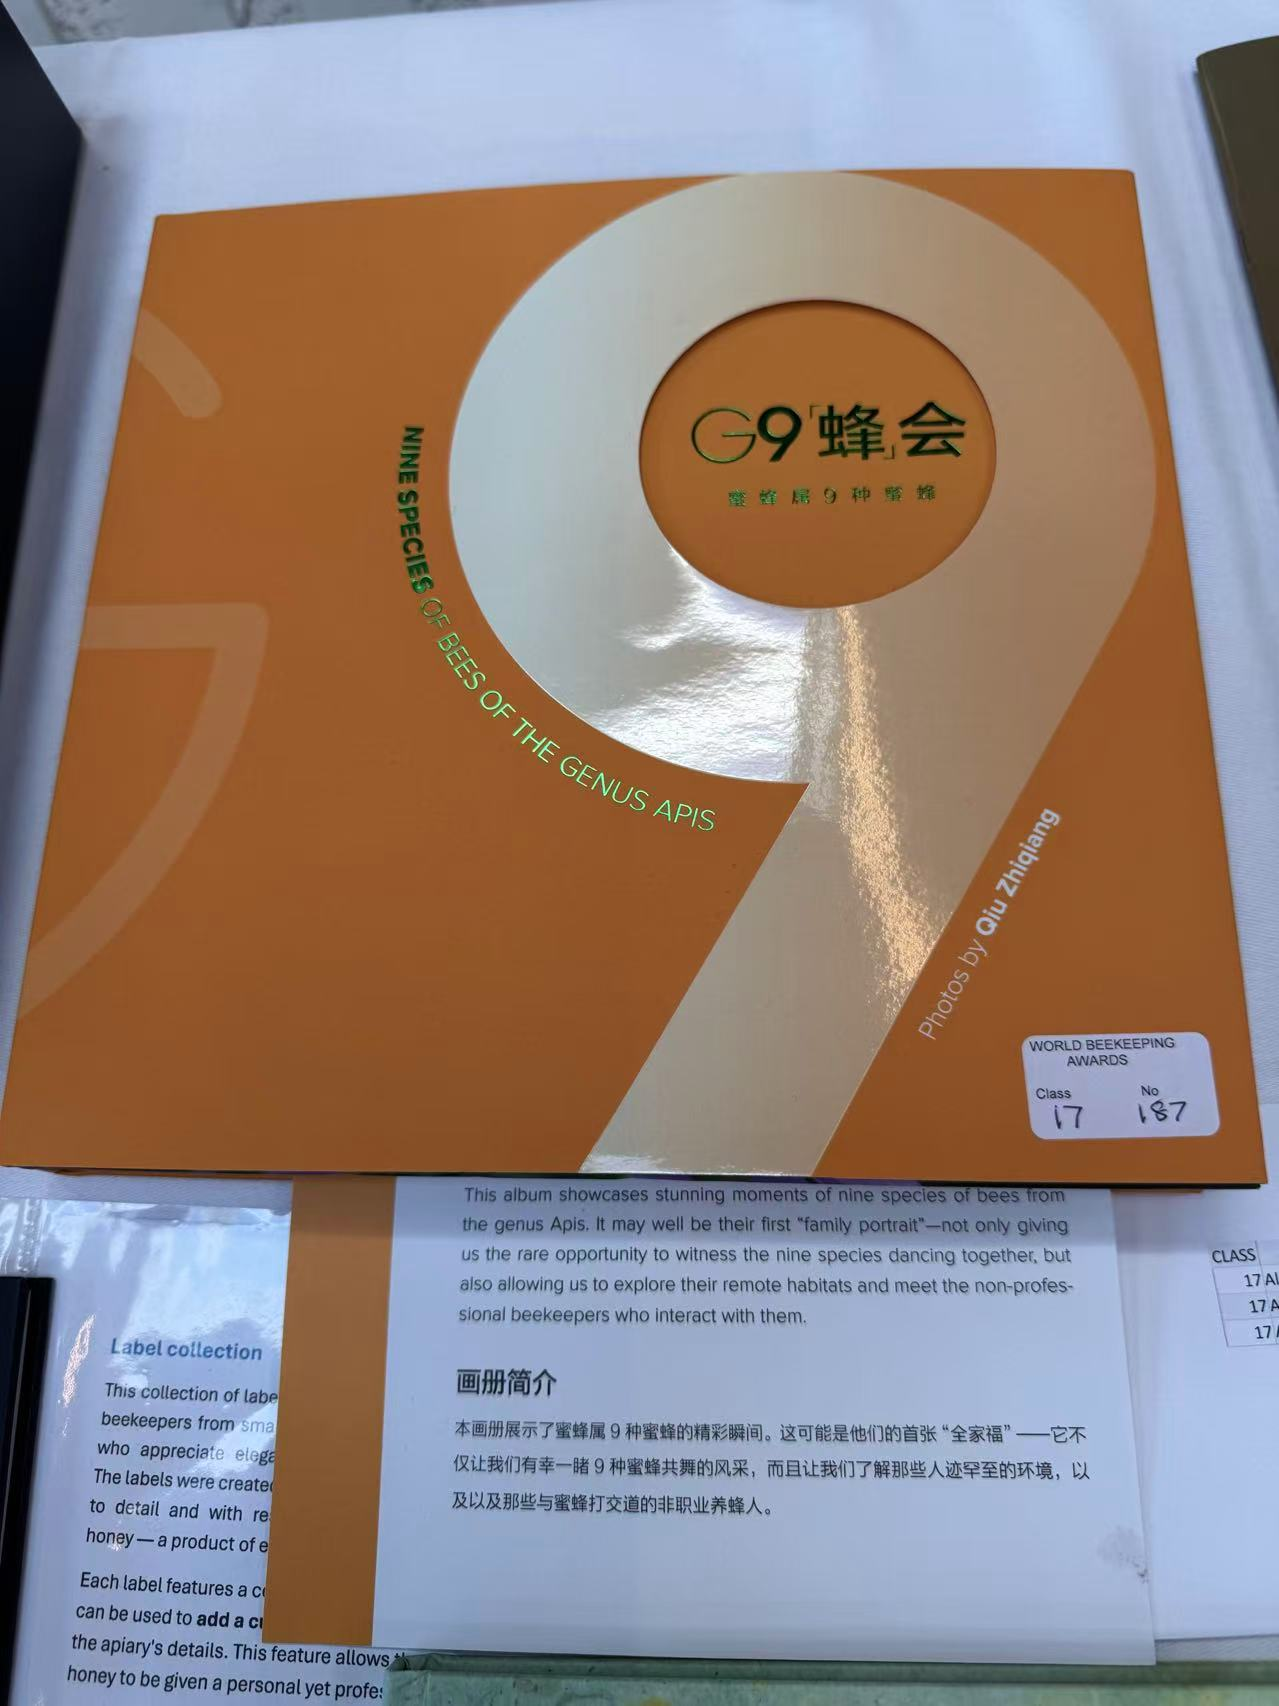 G9「蜂」会
蜜蜂属9种蜜蜂
NINE SPECIES OF BEES OF THE GENUS APIS
Photos by Qiu Zhiqiang
WORLD BEEKEEPING
AWARDS
Class No
17 187
This album showcases stunning moments of nine species of bees from
the genus Apis. It may well be their first "family portrait"—not only giving
us the rare opportunity to witness the nine species dancing together, but
also allowing us to explore their remote habitats and meet the non-profes-
sional beekeepers who interact with them.
画册简介
本画册展示了蜜蜂属 9 种蜜蜂的精彩瞬间。这可能是他们的首张“全家福”——它不
仅让我们有幸一睹 9 种蜜蜂共舞的风采，而且让我们了解那些人迹罕至的环境，以
及以及那些与蜜蜂打交道的非职业养蜂人。
Label collection
This collection of labe
beekeepers from sma
who appreciate elega
The labels were create
to detail and with re
honey — a product of e
Each label features a c
can be used to add a cu
the apiary's details. This feature allows
honey to be given a personal yet profes
CLASS
17 Al
17 A
17